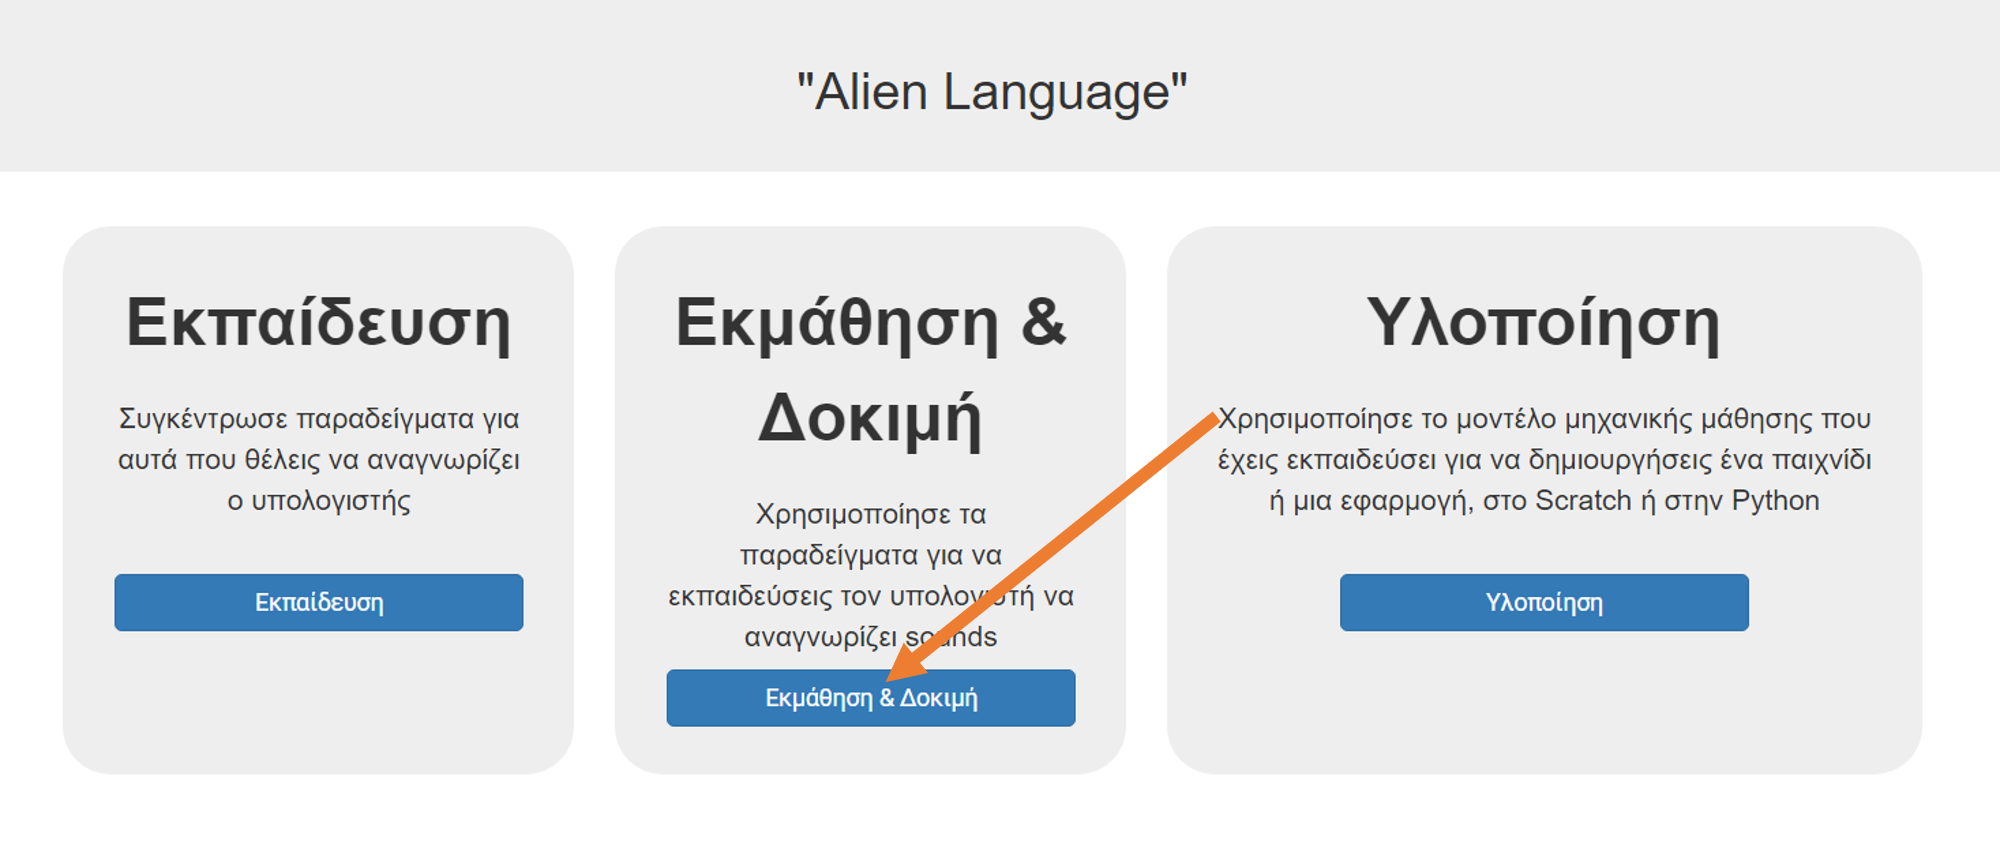 "Alien Language"
Εκπαίδευση
Συγκέντρωσε παραδείγματα για
αυτά που θέλεις να αναγνωρίζει
ο υπολογιστής
Εκπαίδευση
Εκμάθηση &
Δοκιμή
Χρησιμοποίησε τα
παραδείγματα για να
εκπαιδεύσεις τον υπολογιστή να
αναγνωρίζει sounds
Εκμάθηση & Δοκιμή
Υλοποίηση
Χρησιμοποίησε το μοντέλο μηχανικής μάθησης που
έχεις εκπαιδεύσει για να δημιουργήσεις ένα παιχνίδι
ή μια εφαρμογή, στο Scratch ή στην Python
Υλοποίηση